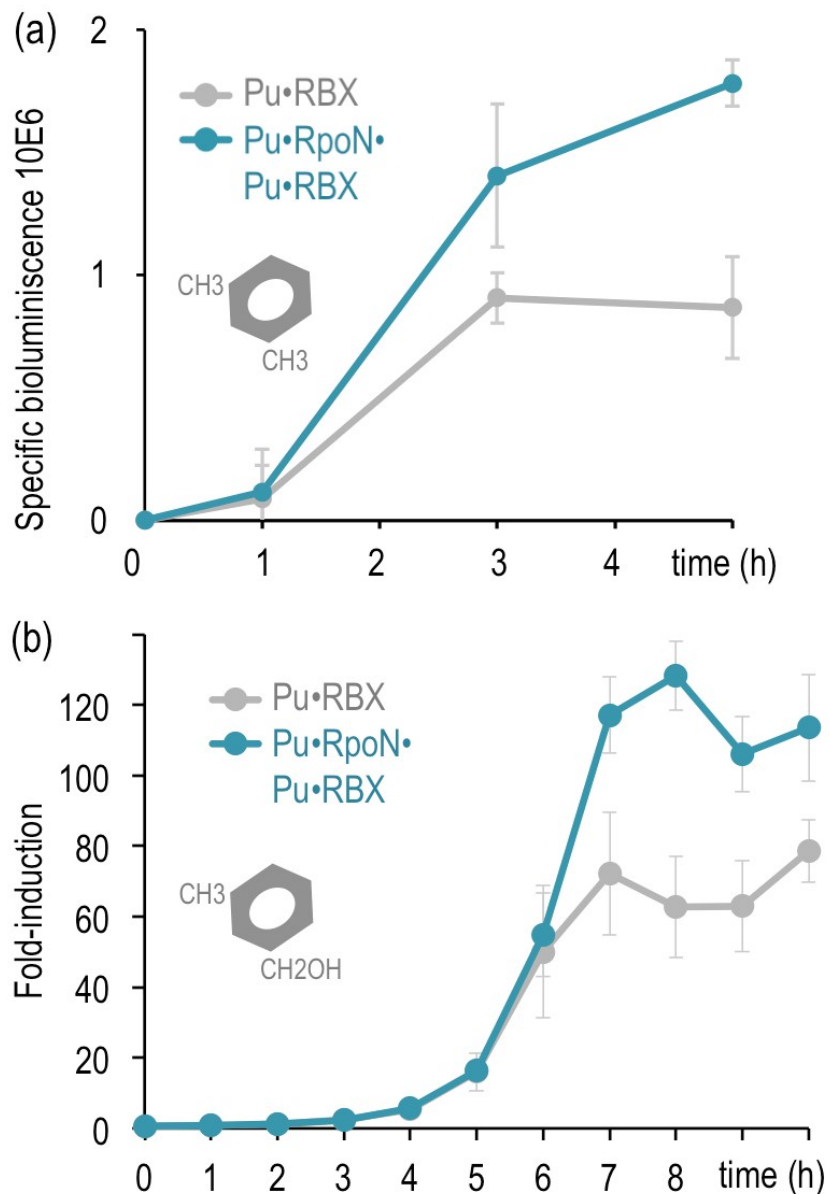 (a)
2
1
0
Specific bioluminiscence 10E6
Pu•RBX
Pu•RpoN•
Pu•RBX
CH3
CH3
0 1 2 3 4 time (h)
(b)
120
100
80
60
40
20
0
Fold-induction
Pu•RBX
Pu•RpoN•
Pu•RBX
CH3
CH2OH
0 1 2 3 4 5 6 7 8 time (h)